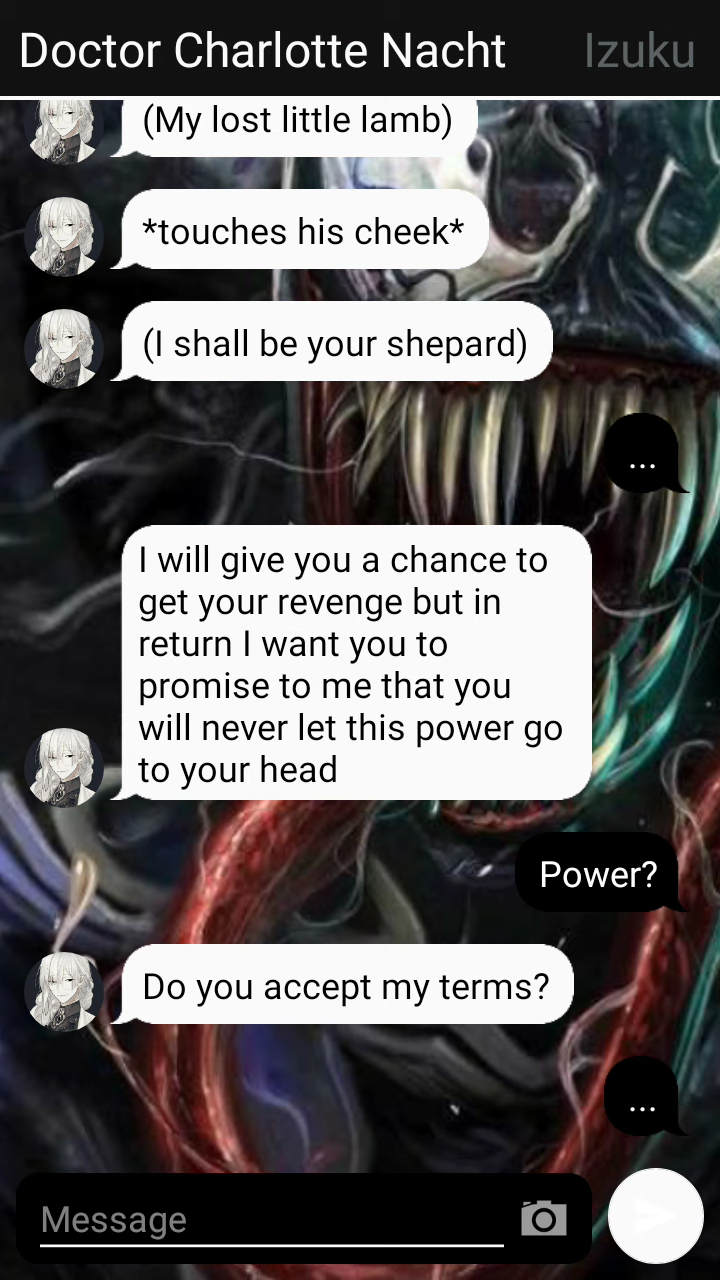 Doctor Charlotte Nacht Izuku
(My lost little lamb)
*touches his cheek*
(I shall be your shepard)
...
I will give you a chance to
get your revenge but in
return I want you to
promise to me that you
will never let this power go
to your head
Power?
Do you accept my terms?
...
Message